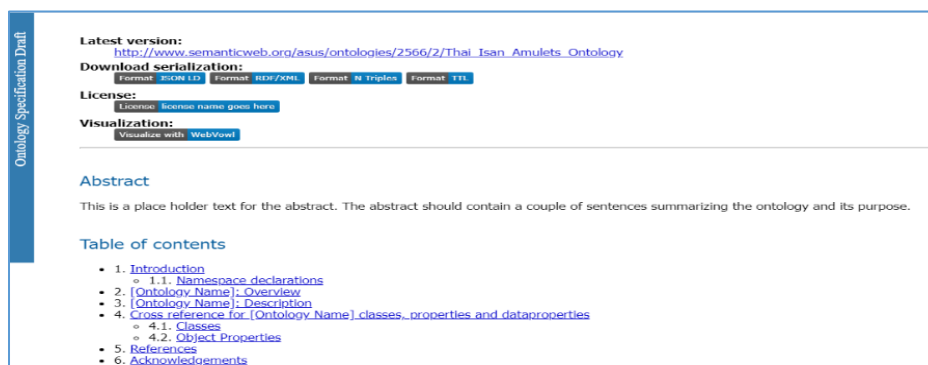 Ontology Specification Draft
Latest version:
http://www.semanticweb.org/asus/ontologies/2566/2/Thai_Isan_Amulets_Ontology
Download serialization:
Format JSON LD Format RDF/XML Format N Triples Format TTL
License:
License license name goes here
Visualization:
Visualize with WebVowl
Abstract
This is a place holder text for the abstract. The abstract should contain a couple of sentences summarizing the ontology and its purpose.
Table of contents
• 1. Introduction
◦ 1.1. Namespace declarations
• 2. [Ontology Name]: Overview
• 3. [Ontology Name]: Description
• 4. Cross reference for [Ontology Name] classes, properties and dataproperties
◦ 4.1. Classes
◦ 4.2. Object Properties
• 5. References
• 6. Acknowledgements